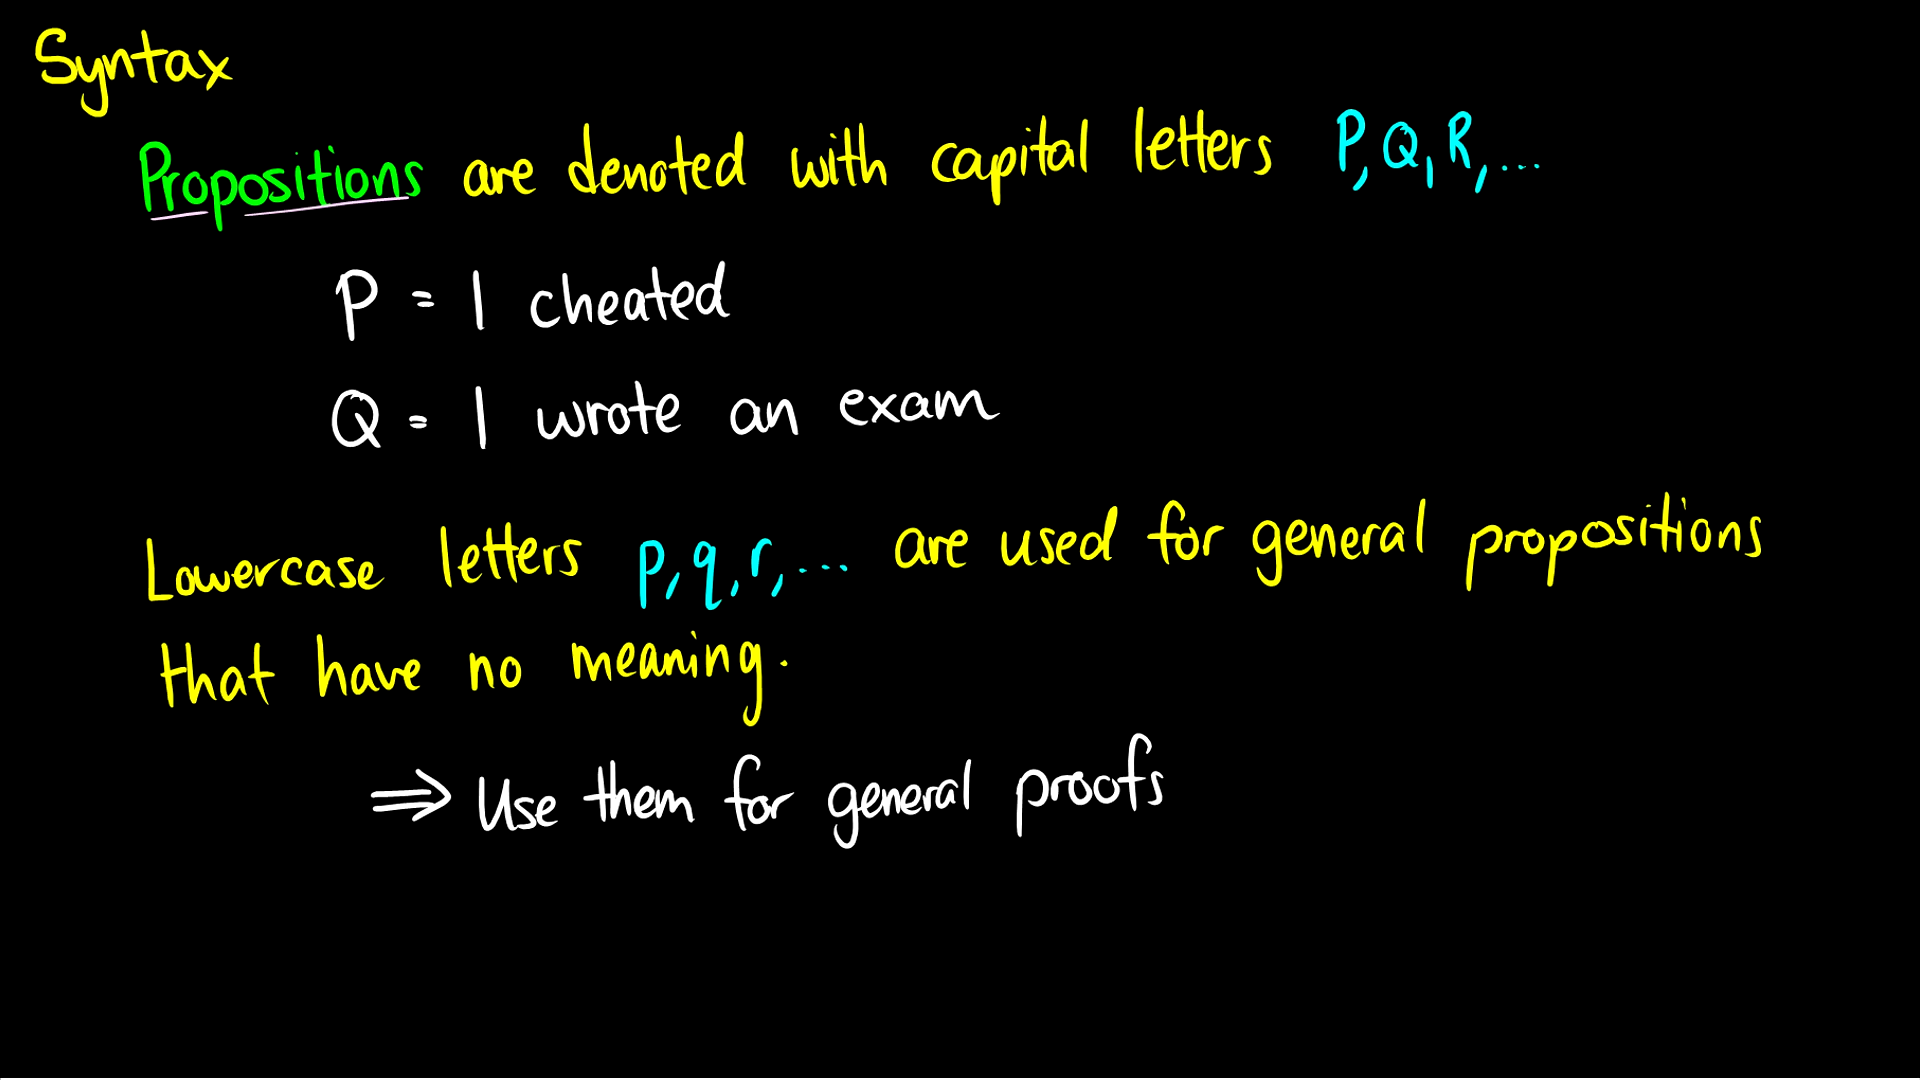 Syntax
Propositions are denoted with capital letters P, Q, R, ...
P = I cheated
Q = I wrote an exam
Lowercase letters p, q, r, ... are used for general propositions
that have no meaning.
⇒ Use them for general proofs